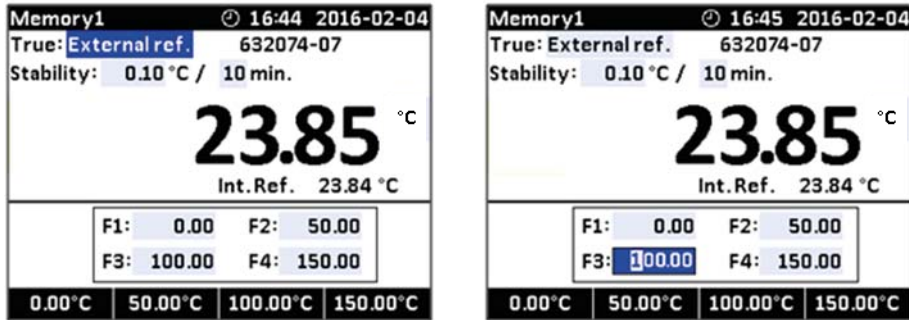 Memory1 16:44 2016-02-04
True: External ref. 632074-07
Stability: 0.10 °C / 10 min.
23.85 °C
Int.Ref. 23.84 °C
F1: 0.00 F2: 50.00
F3: 100.00 F4: 150.00
0.00°C 50.00°C 100.00°C 150.00°C
Memory1 16:45 2016-02-04
True: External ref. 632074-07
Stability: 0.10 °C / 10 min.
23.85 °C
Int.Ref. 23.84 °C
F1: 0.00 F2: 50.00
F3: 100.00 F4: 150.00
0.00°C 50.00°C 100.00°C 150.00°C